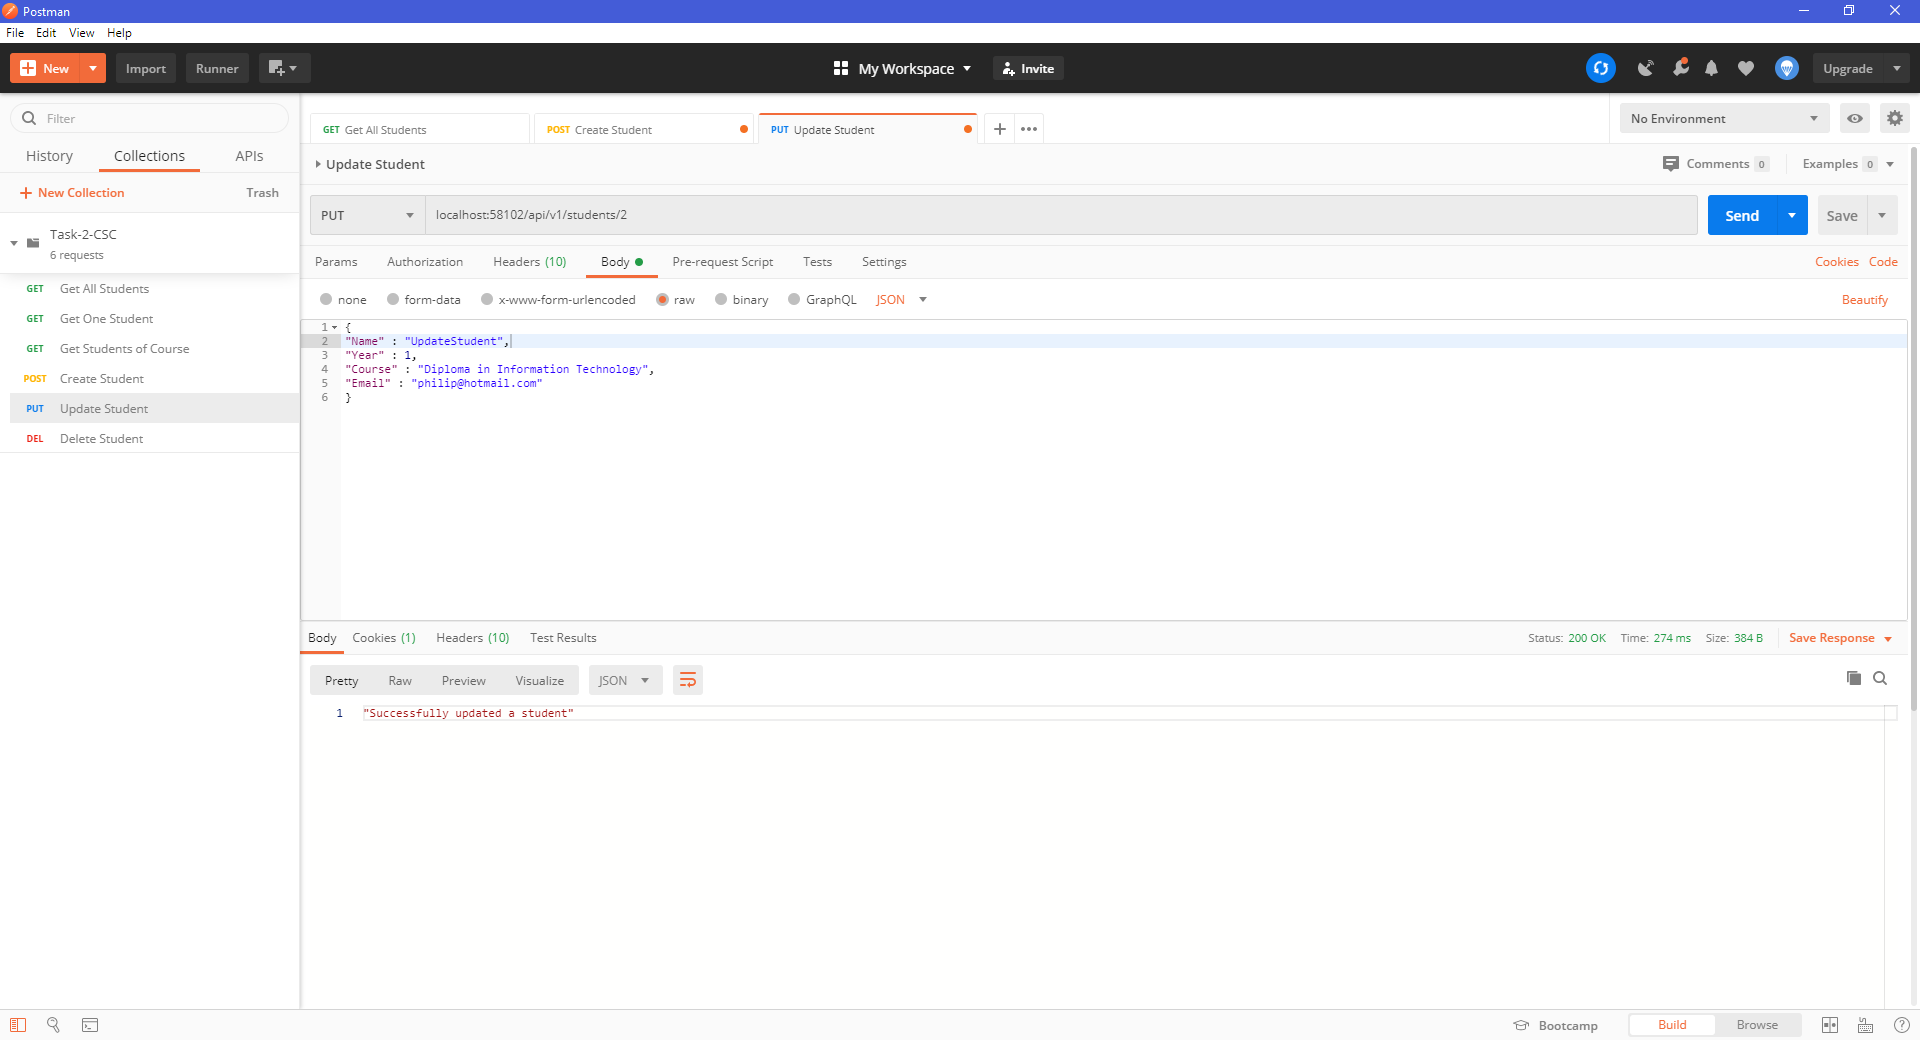 Postman
File Edit View Help
New Import Runner My Workspace Invite Upgrade
Filter
History Collections APIs
New Collection Trash
Task-2-CSC
6 requests
GET Get All Students
GET Get One Student
GET Get Students of Course
POST Create Student
PUT Update Student
DEL Delete Student
GET Get All Students POST Create Student PUT Update Student No Environment
Update Student Comments 0 Examples 0
PUT localhost:58102/api/v1/students/2 Send Save
Params Authorization Headers (10) Body Pre-request Script Tests Settings Cookies Code
none form-data x-www-form-urlencoded raw binary GraphQL JSON Beautify
1 {
2 "Name" : "UpdateStudent",
3 "Year" : 1,
4 "Course" : "Diploma in Information Technology",
5 "Email" : "philip@hotmail.com"
6 }
Body Cookies (1) Headers (10) Test Results Status: 200 OK Time: 274 ms Size: 384 B Save Response
Pretty Raw Preview Visualize JSON
1 "Successfully updated a student"
Bootcamp Build Browse